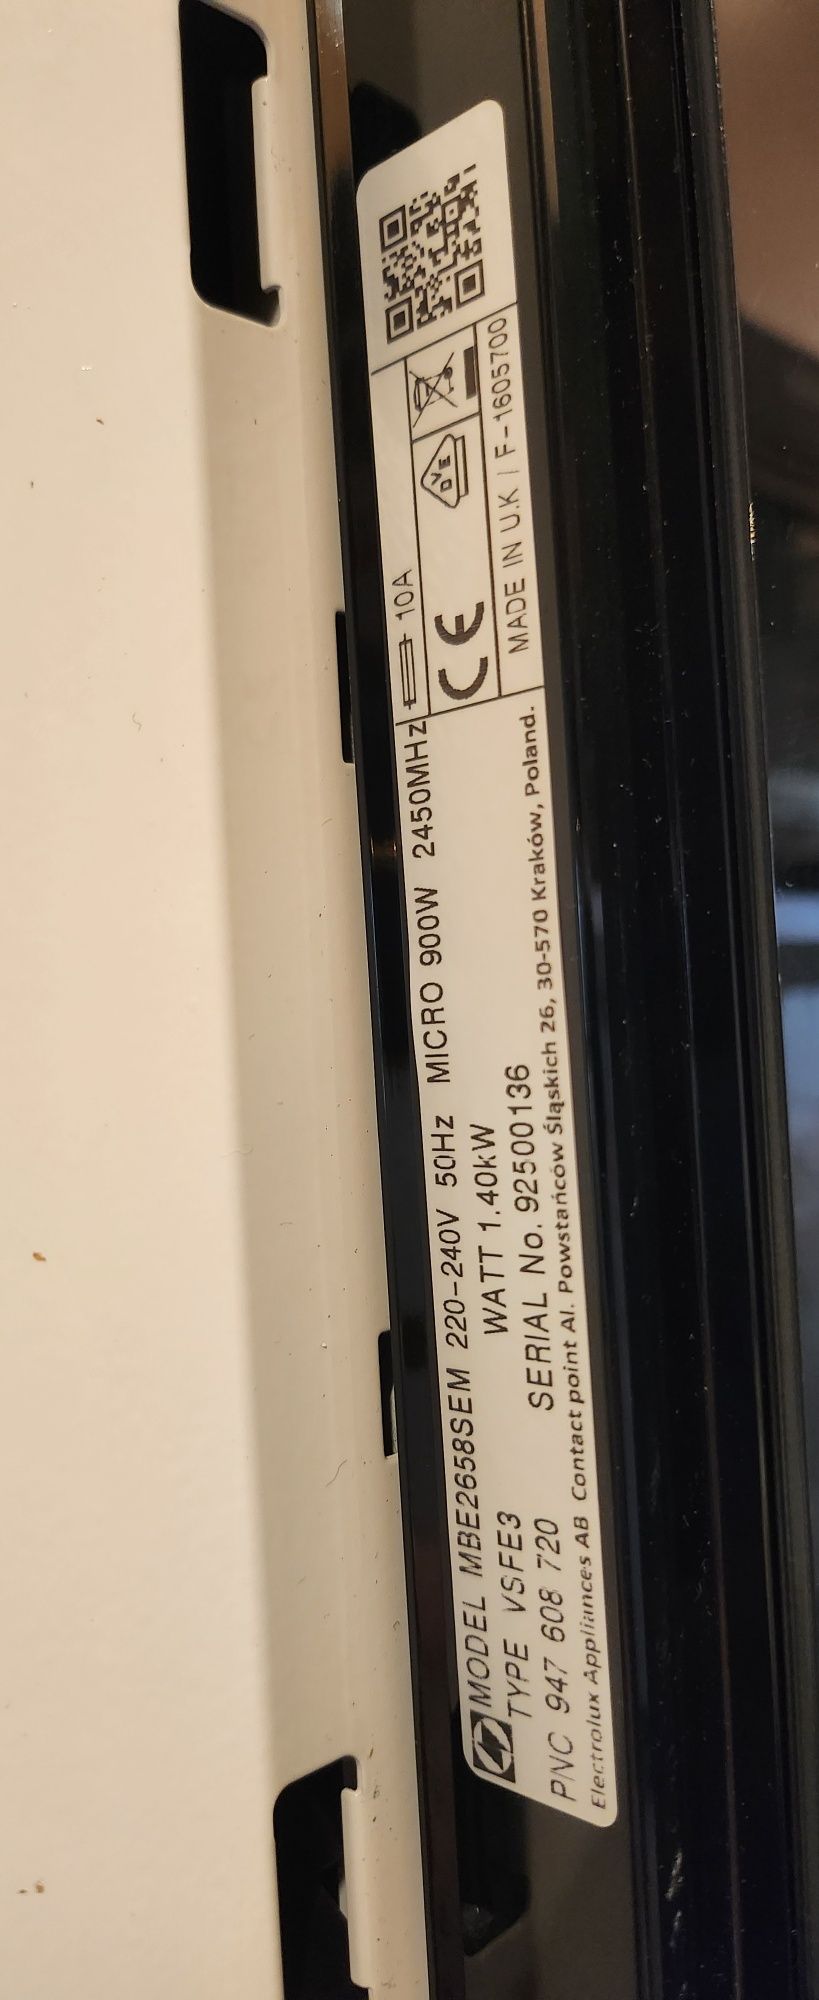 MODEL MBE2658SEM 220-240V 50Hz MICRO 900W 2450MHz 10A
TYPE VSFE3 WATT 1.40kW
PNC 947 608 720 SERIAL No. 92500136
Electrolux Appliances AB Contact point Al. Powstańców Śląskich 26, 30-570 Kraków, Poland.
CE DVE
MADE IN U.K / F-1605700